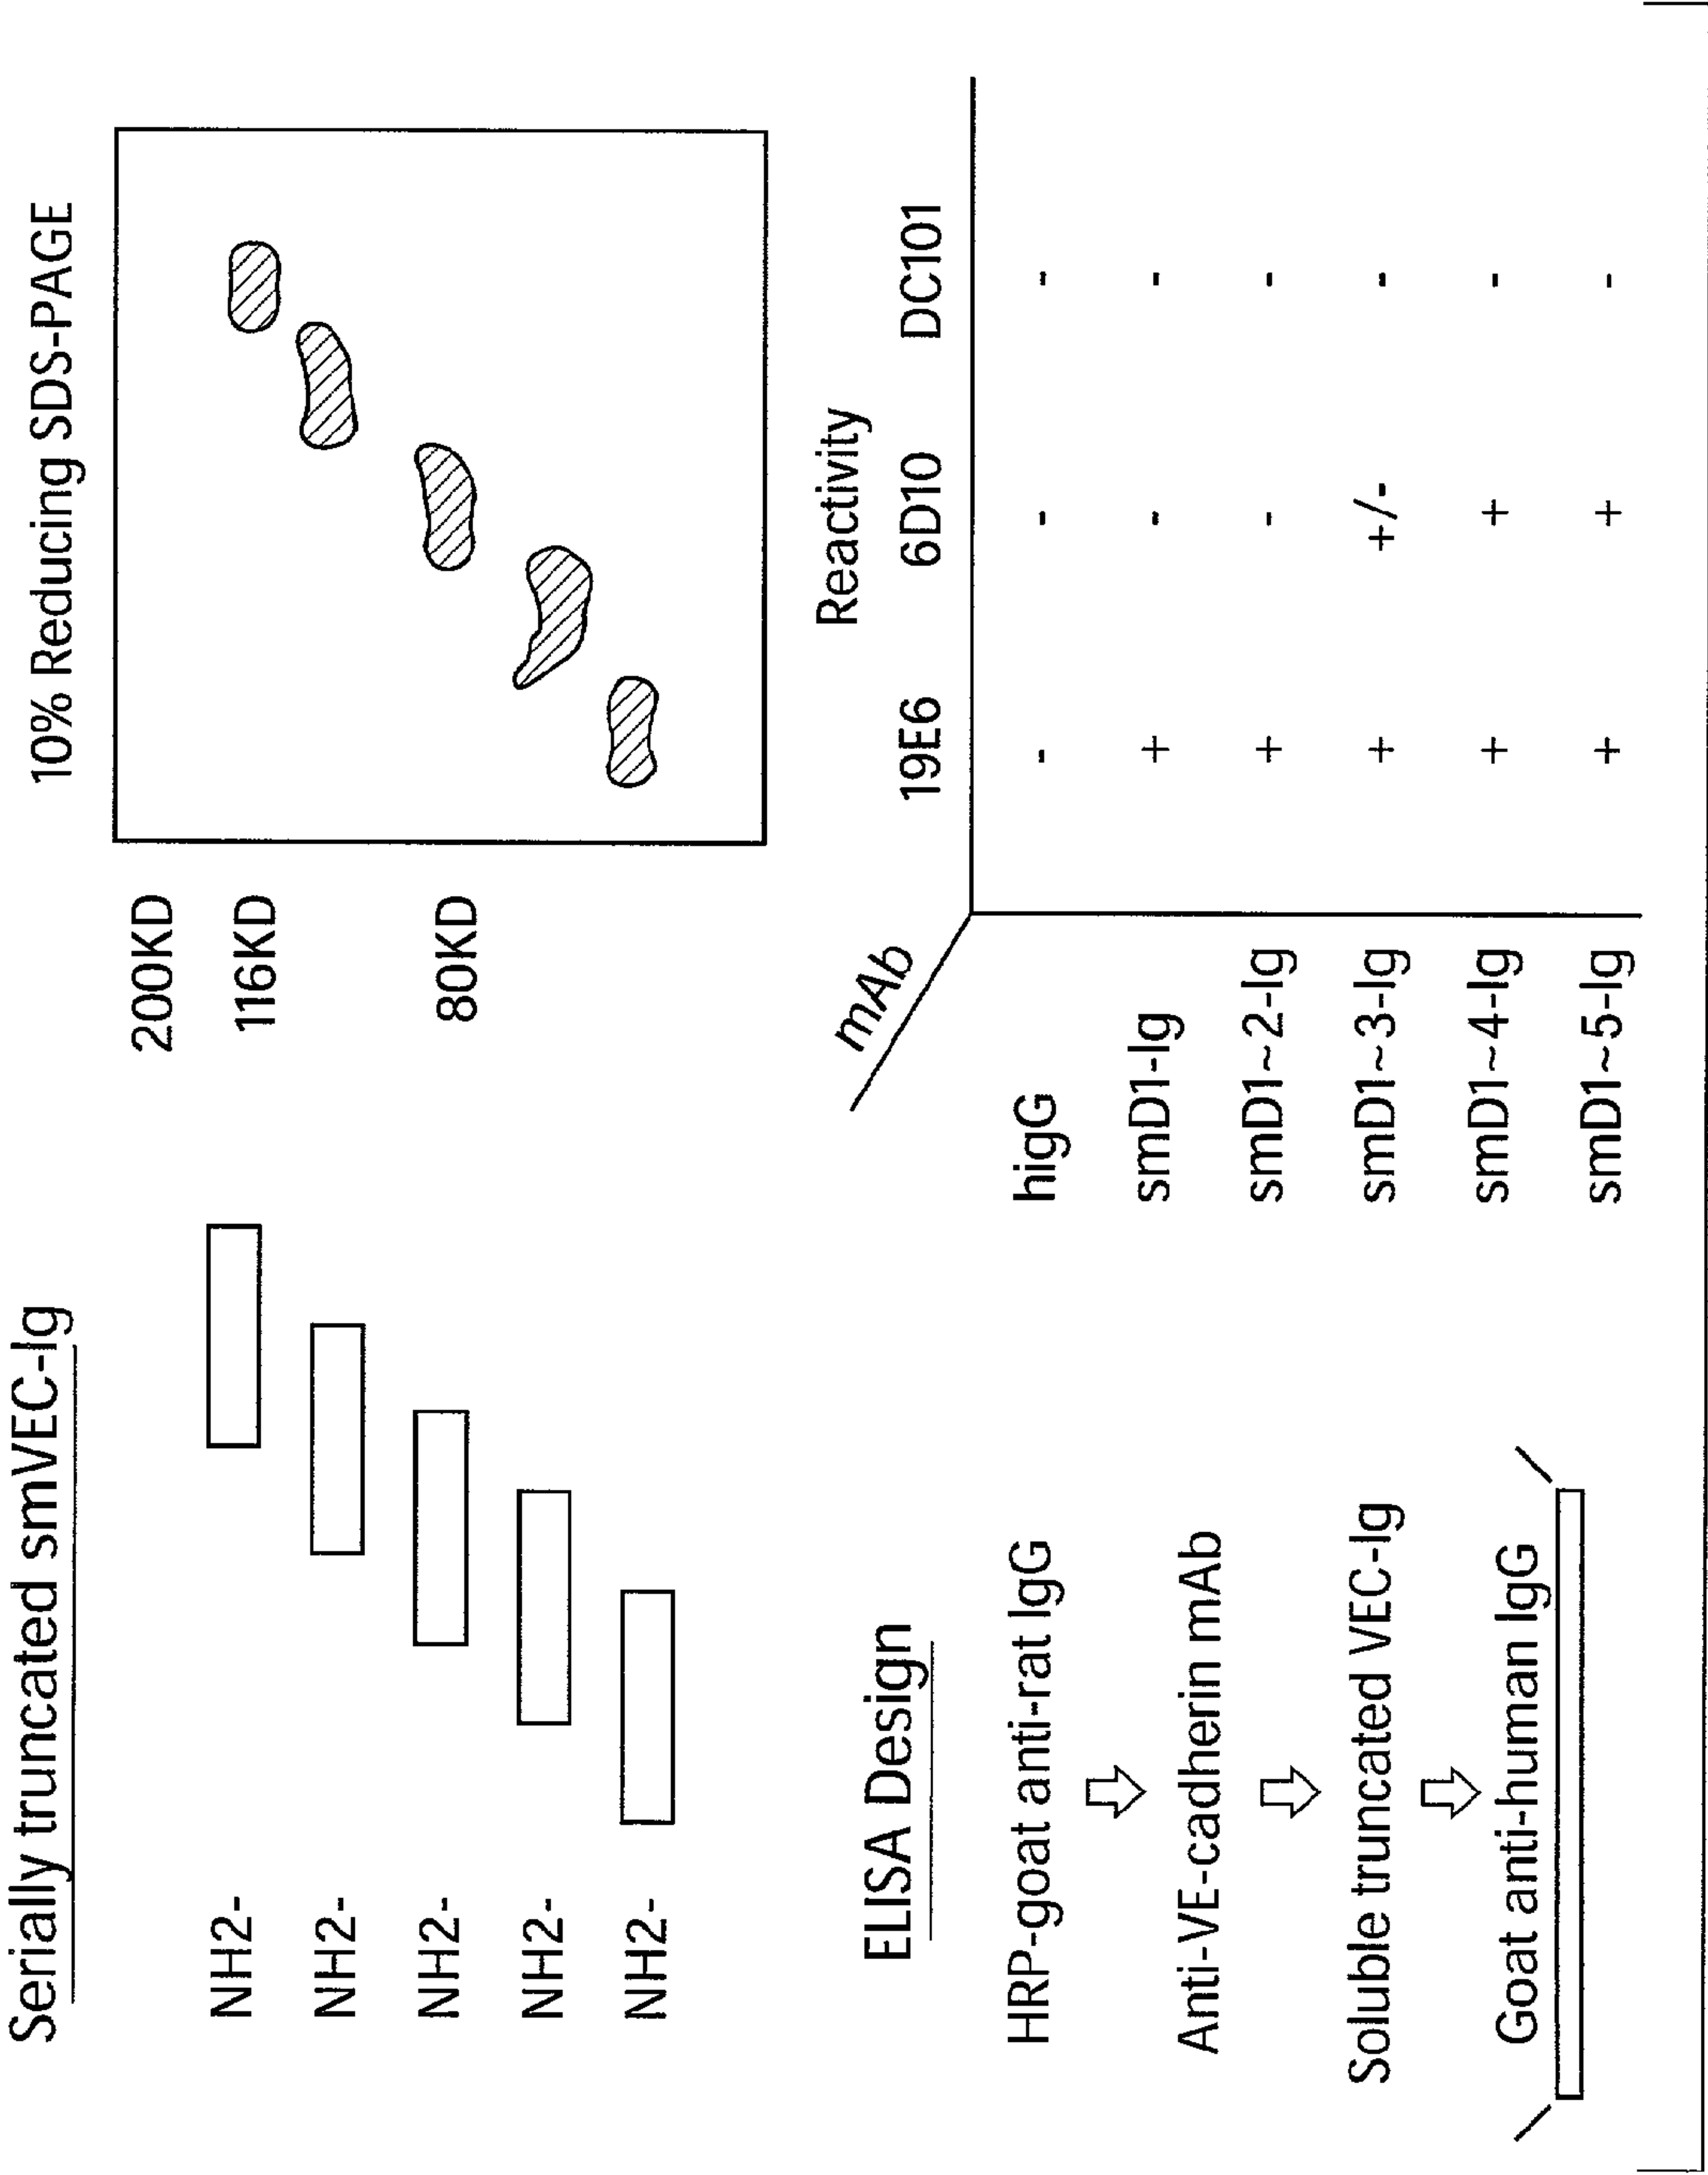 Serially truncated smVEC-Ig
NH2-
NH2-
NH2-
NH2-
NH2-
10% Reducing SDS-PAGE
200KD
116KD
80KD
ELISA Design
HRP-goat anti-rat IgG
Anti-VE-cadherin mAb
Soluble truncated VEC-Ig
Goat anti-human IgG
Reactivity
mAb 19E6 6D10 DC101
higG - - -
smD1-Ig + - -
smD1~2-Ig + - -
smD1~3-Ig + +/- -
smD1~4-Ig + + -
smD1~5-Ig + + -